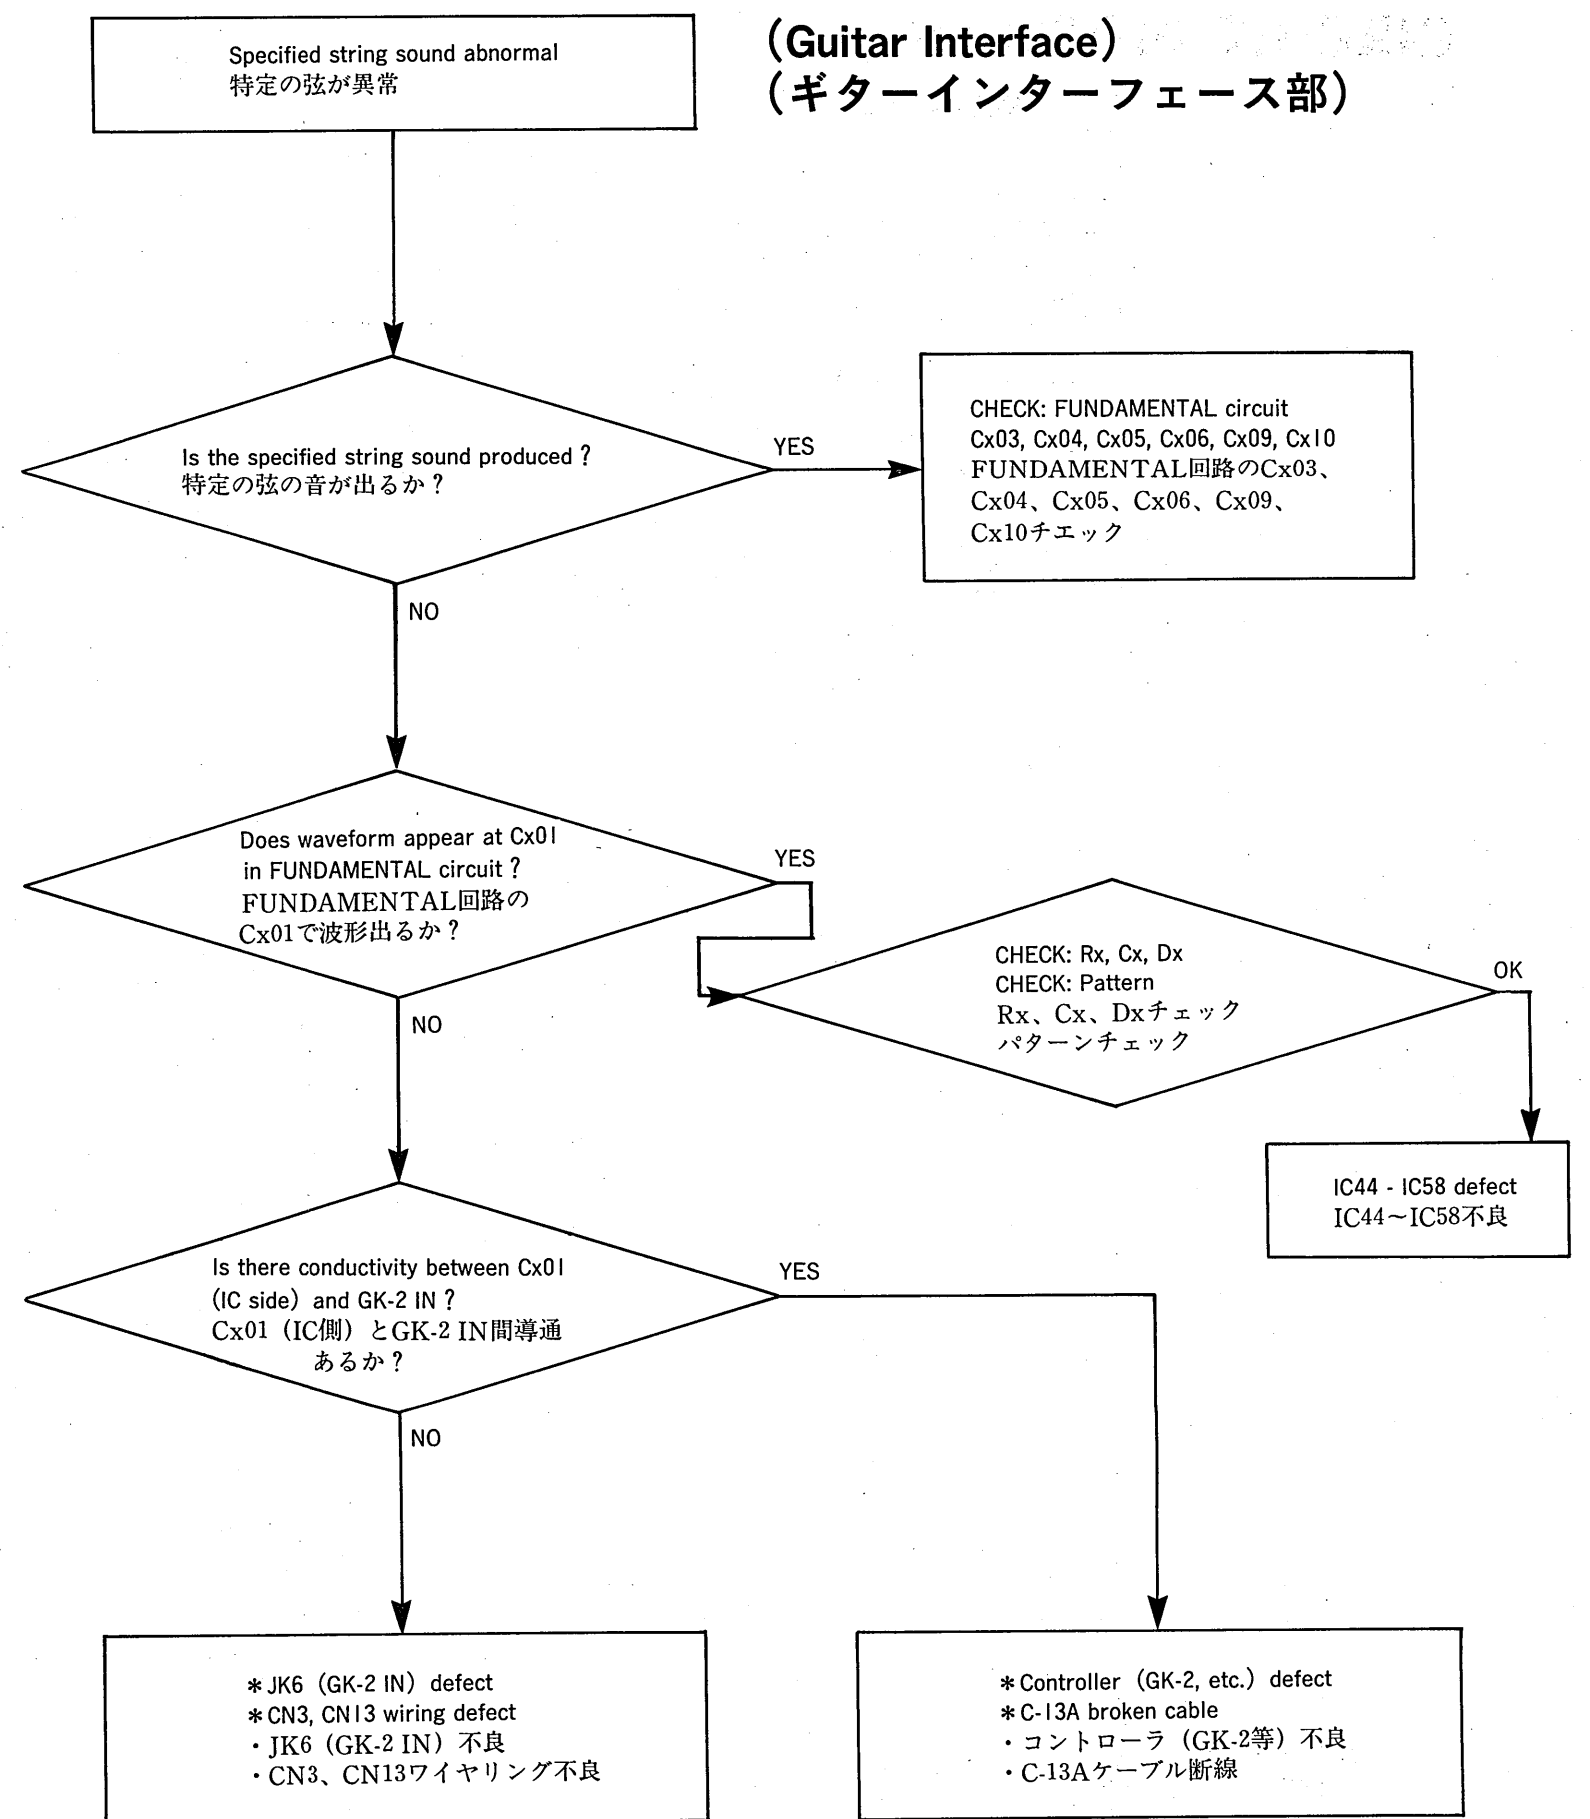 (Guitar Interface)
(ギターインターフェース部)
Specified string sound abnormal
特定の弦が異常
Is the specified string sound produced ?
特定の弦の音が出るか？
YES
CHECK: FUNDAMENTAL circuit
Cx03, Cx04, Cx05, Cx06, Cx09, Cx10
FUNDAMENTAL回路のCx03、
Cx04、Cx05、Cx06、Cx09、
Cx10チエック
NO
Does waveform appear at Cx01
in FUNDAMENTAL circuit ?
FUNDAMENTAL回路の
Cx01で波形出るか？
YES
CHECK: Rx, Cx, Dx
CHECK: Pattern
Rx、Cx、Dxチェック
パターンチェック
OK
IC44 - IC58 defect
IC44～IC58不良
NO
Is there conductivity between Cx01
(IC side) and GK-2 IN ?
Cx01（IC側）とGK-2 IN間導通
あるか？
YES
NO
＊JK6 (GK-2 IN) defect
＊CN3, CN13 wiring defect
・JK6（GK-2 IN）不良
・CN3、CN13ワイヤリング不良
＊Controller (GK-2, etc.) defect
＊C-13A broken cable
・コントローラ（GK-2等）不良
・C-13Aケーブル断線